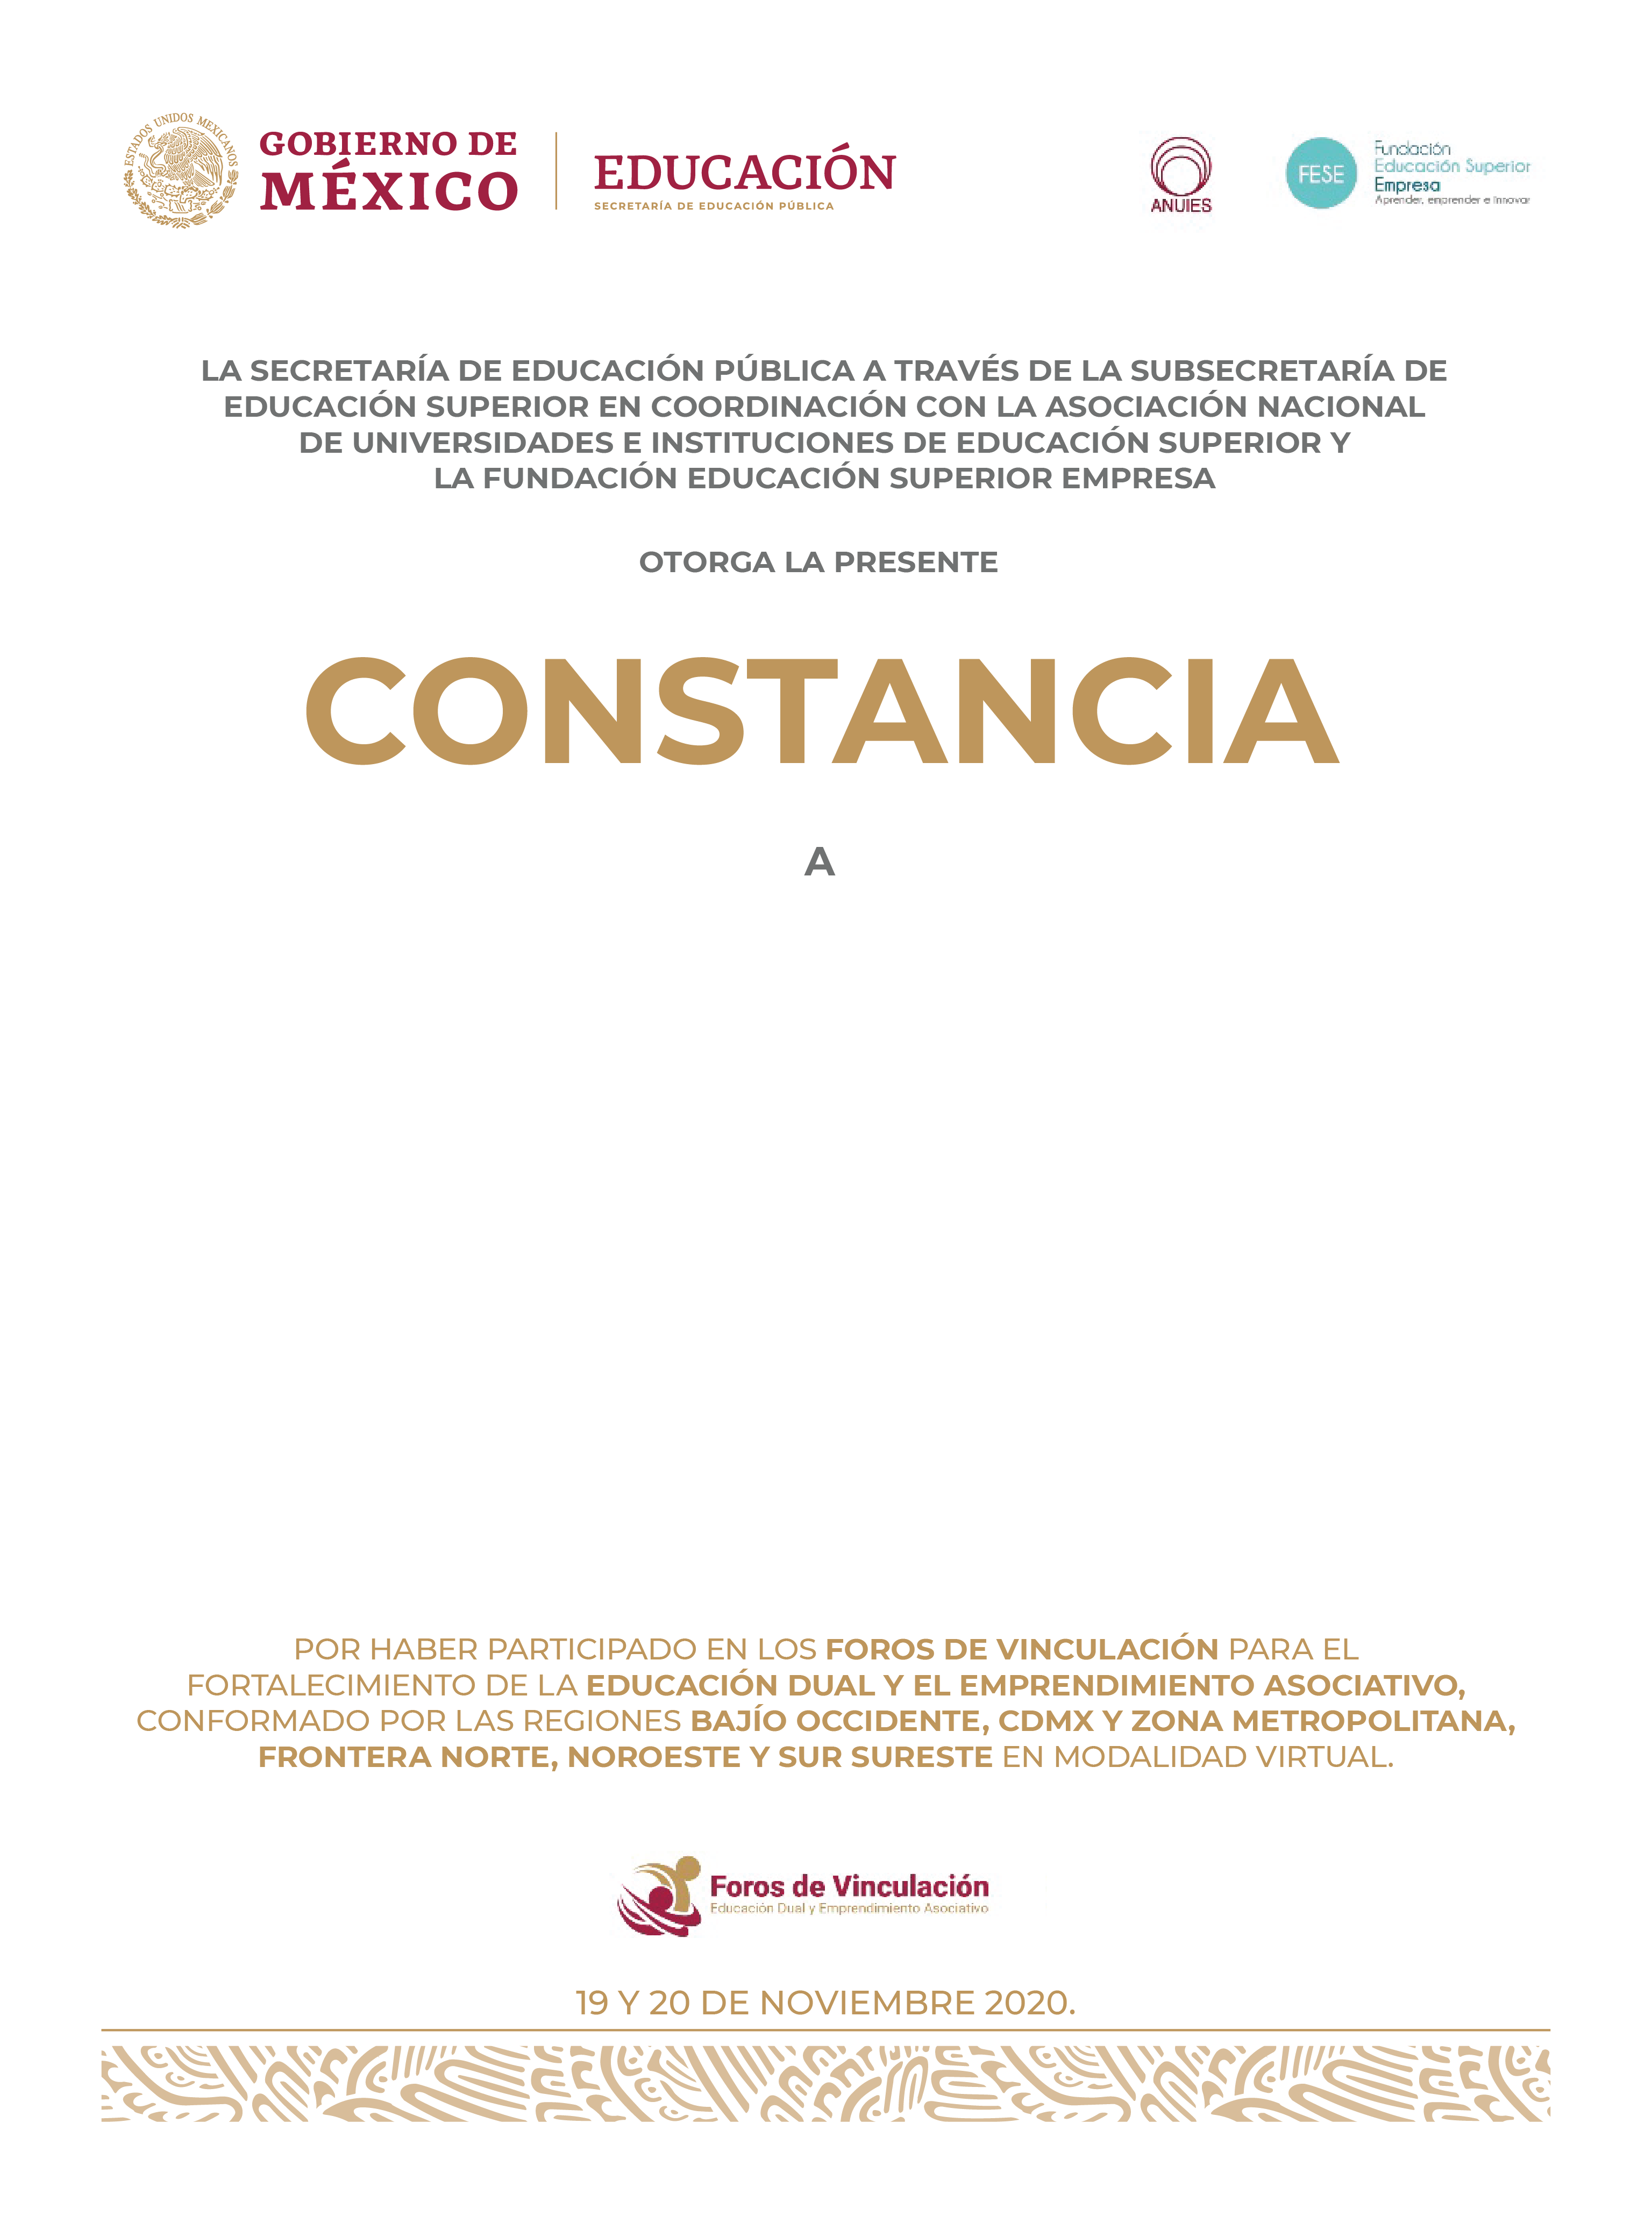 ESTADOS UNIDOS MEXICANOS
GOBIERNO DE
MÉXICO
EDUCACIÓN
SECRETARÍA DE EDUCACIÓN PÚBLICA
ANUIES
FESE
Fundación
Educación Superior
Empresa
Aprender, emprender e Innovar
LA SECRETARÍA DE EDUCACIÓN PÚBLICA A TRAVÉS DE LA SUBSECRETARÍA DE
EDUCACIÓN SUPERIOR EN COORDINACIÓN CON LA ASOCIACIÓN NACIONAL
DE UNIVERSIDADES E INSTITUCIONES DE EDUCACIÓN SUPERIOR Y
LA FUNDACIÓN EDUCACIÓN SUPERIOR EMPRESA
OTORGA LA PRESENTE
CONSTANCIA
A
POR HABER PARTICIPADO EN LOS FOROS DE VINCULACIÓN PARA EL
FORTALECIMIENTO DE LA EDUCACIÓN DUAL Y EL EMPRENDIMIENTO ASOCIATIVO,
CONFORMADO POR LAS REGIONES BAJÍO OCCIDENTE, CDMX Y ZONA METROPOLITANA,
FRONTERA NORTE, NOROESTE Y SUR SURESTE EN MODALIDAD VIRTUAL.
Foros de Vinculación
Educación Dual y Emprendimiento Asociativo
19 Y 20 DE NOVIEMBRE 2020.